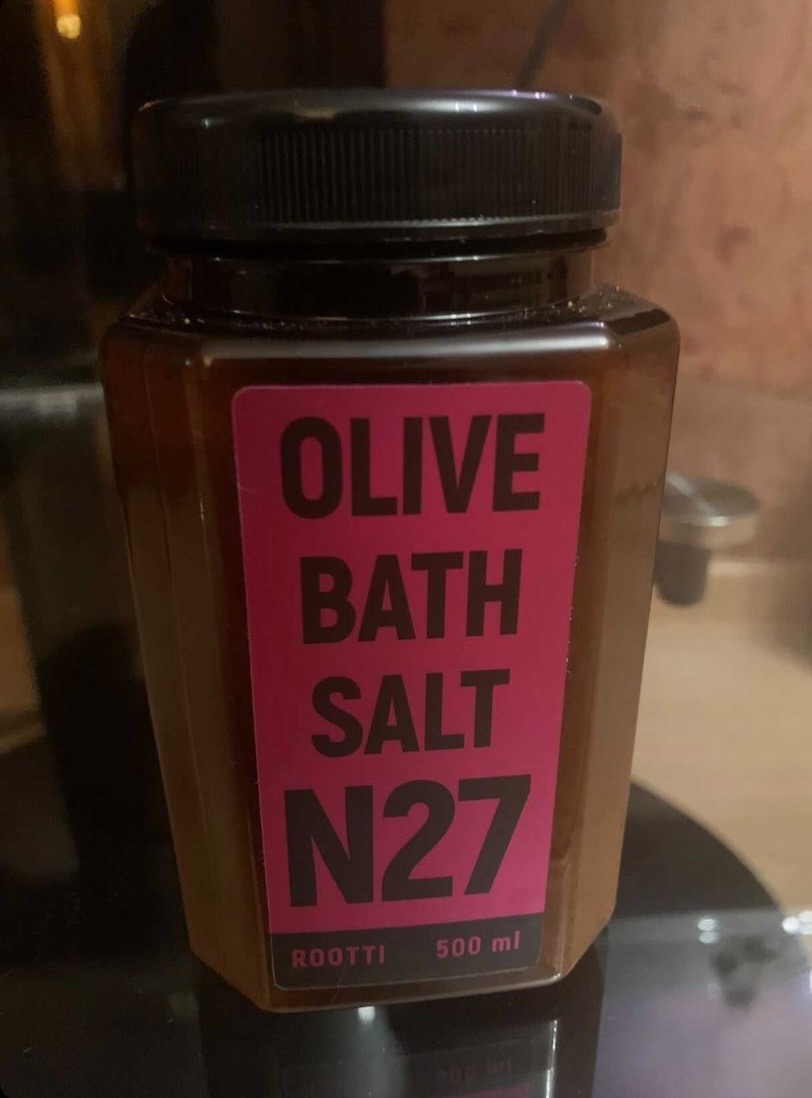 OLIVE
BATH
SALT
N27
ROOTTI 500 ml